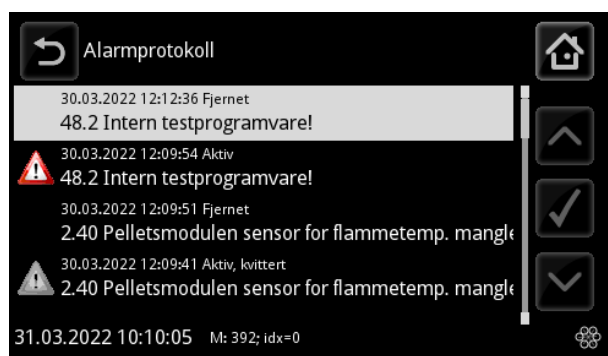 Alarmprotokoll
30.03.2022 12:12:36 Fjernet
48.2 Intern testprogramvare!
30.03.2022 12:09:54 Aktiv
48.2 Intern testprogramvare!
30.03.2022 12:09:51 Fjernet
2.40 Pelletsmodulen sensor for flammetemp. mangle
30.03.2022 12:09:41 Aktiv, kvittert
2.40 Pelletsmodulen sensor for flammetemp. mangle
31.03.2022 10:10:05 M: 392; idx=0